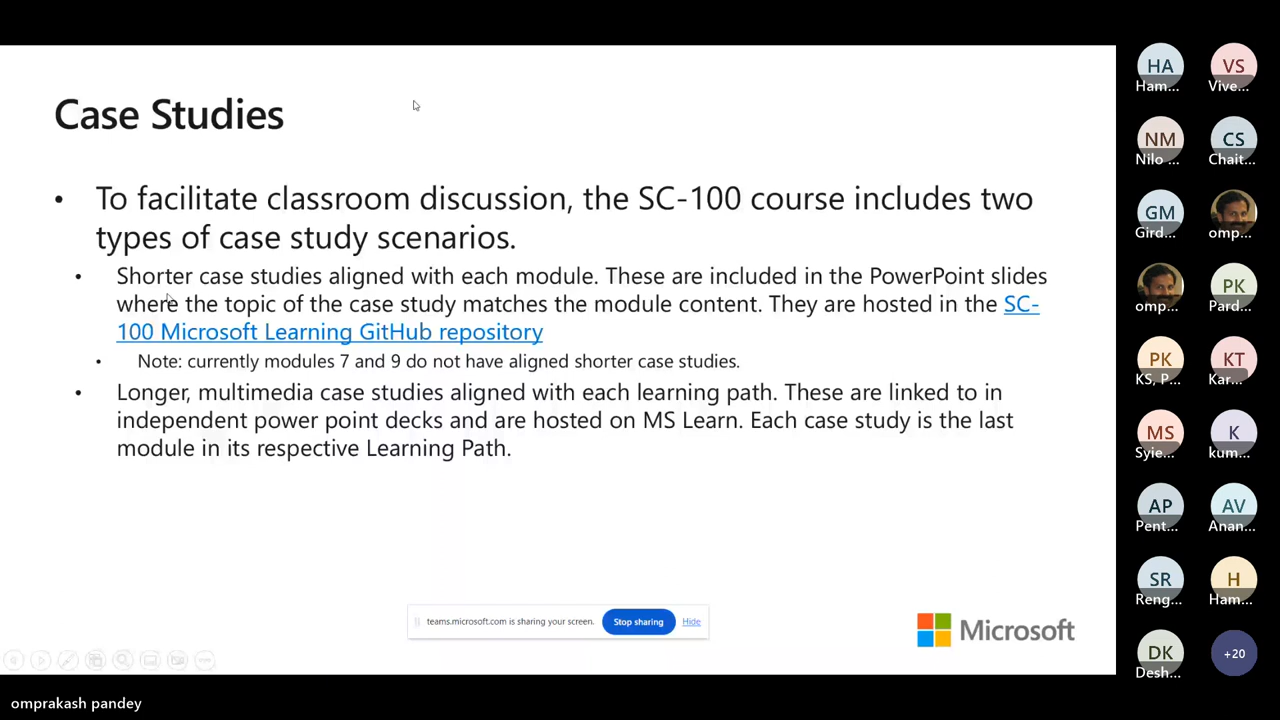 Case Studies
• To facilitate classroom discussion, the SC-100 course includes two
types of case study scenarios.
• Shorter case studies aligned with each module. These are included in the PowerPoint slides
where the topic of the case study matches the module content. They are hosted in the SC-
100 Microsoft Learning GitHub repository
• Note: currently modules 7 and 9 do not have aligned shorter case studies.
• Longer, multimedia case studies aligned with each learning path. These are linked to in
independent power point decks and are hosted on MS Learn. Each case study is the last
module in its respective Learning Path.
teams.microsoft.com is sharing your screen. Stop sharing Hide
Microsoft
HA VS
Ham... Vive...
NM CS
Nilo ... Chait...
GM
Gird... omp...
PK
omp... Pard...
PK KT
KS, P... Kar...
MS K
Syie... kum...
AP AV
Pent... Anan...
SR H
Reng... Ham...
DK +20
Desh...
omprakash pandey